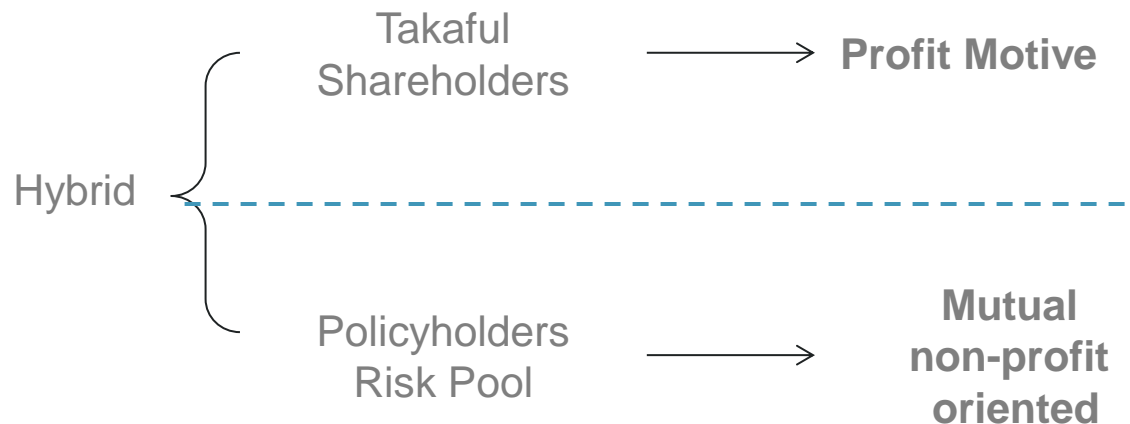 Takaful
Shareholders
Profit Motive
Hybrid
Policyholders
Risk Pool
Mutual
non-profit
oriented